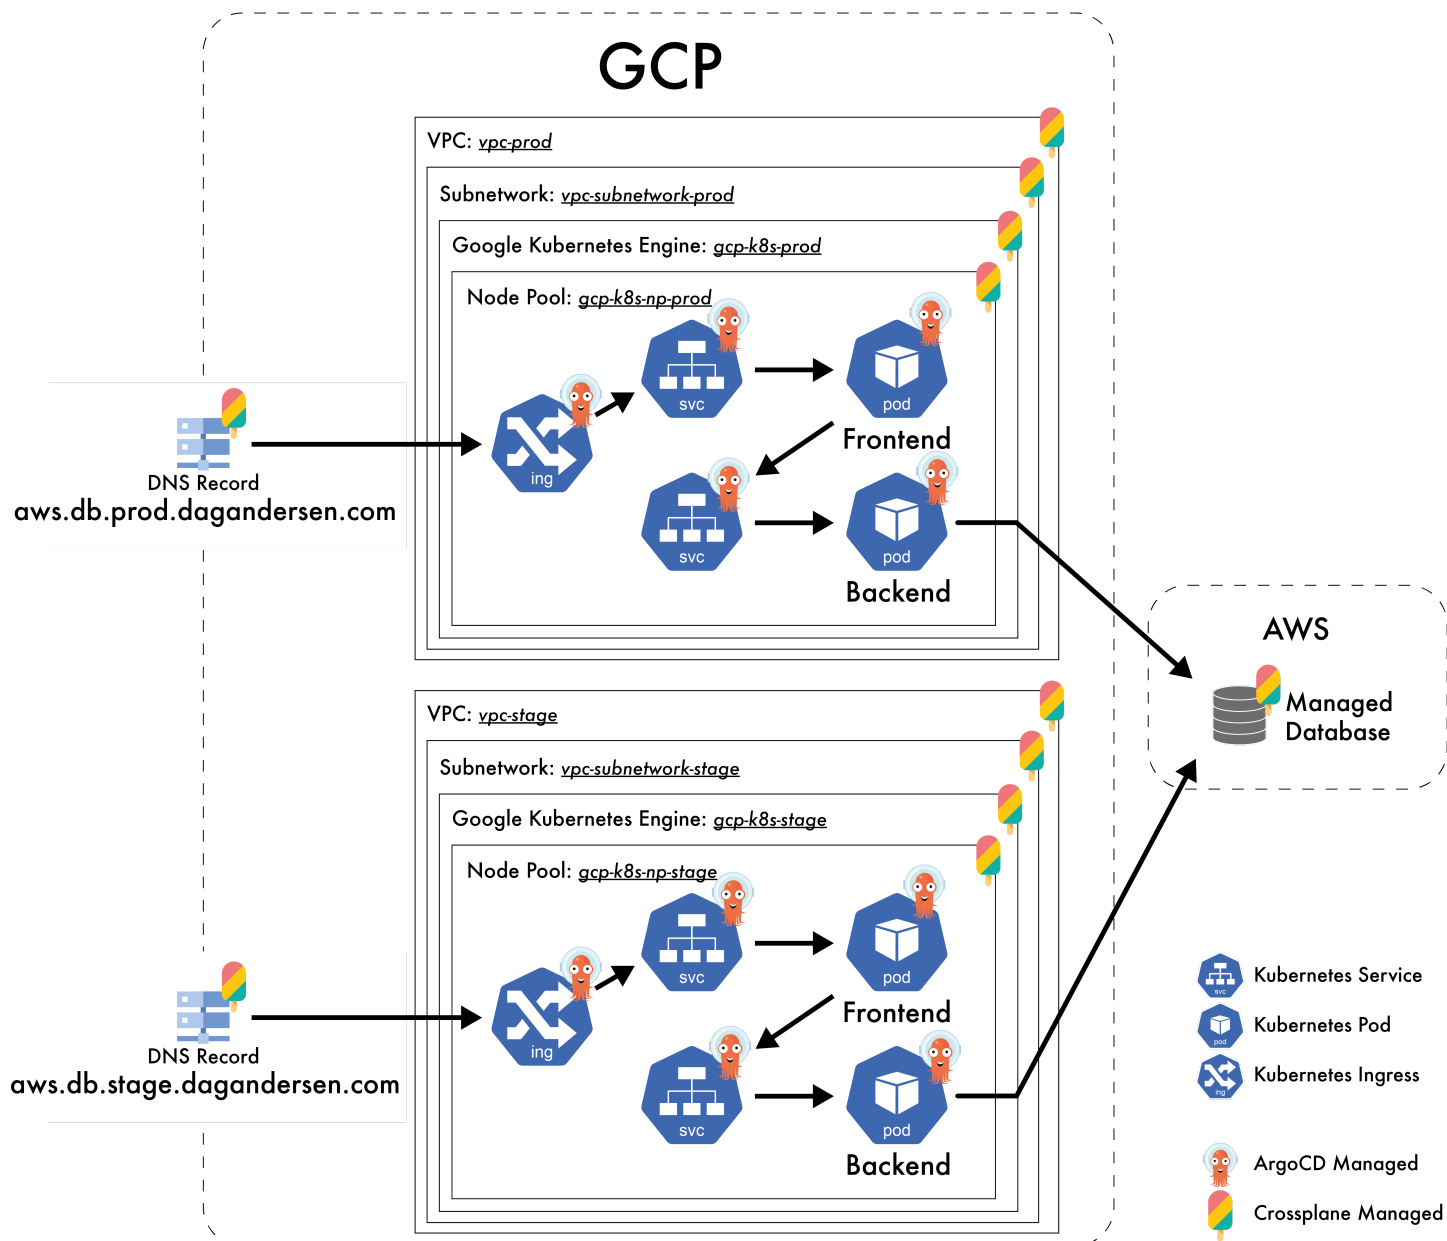 GCP
VPC: vpc-prod
Subnetwork: vpc-subnetwork-prod
Google Kubernetes Engine: gcp-k8s-prod
Node Pool: gcp-k8s-np-prod
svc
pod
Frontend
ing
DNS Record
aws.db.prod.dagandersen.com
svc
pod
Backend
AWS
Managed
Database
VPC: vpc-stage
Subnetwork: vpc-subnetwork-stage
Google Kubernetes Engine: gcp-k8s-stage
Node Pool: gcp-k8s-np-stage
svc
pod
Frontend
ing
DNS Record
aws.db.stage.dagandersen.com
svc
pod
Backend
svc
Kubernetes Service
pod
Kubernetes Pod
ing
Kubernetes Ingress
ArgoCD Managed
Crossplane Managed